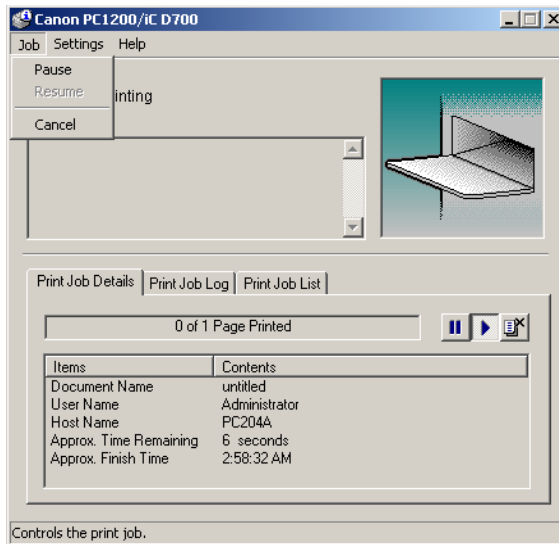 Canon PC1200/iC D700
Job Settings Help
Pause
Resume
inting
Cancel
Print Job Details Print Job Log Print Job List
0 of 1 Page Printed
Items Contents
Document Name untitled
User Name Administrator
Host Name PC204A
Approx. Time Remaining 6 seconds
Approx. Finish Time 2:58:32 AM
Controls the print job.